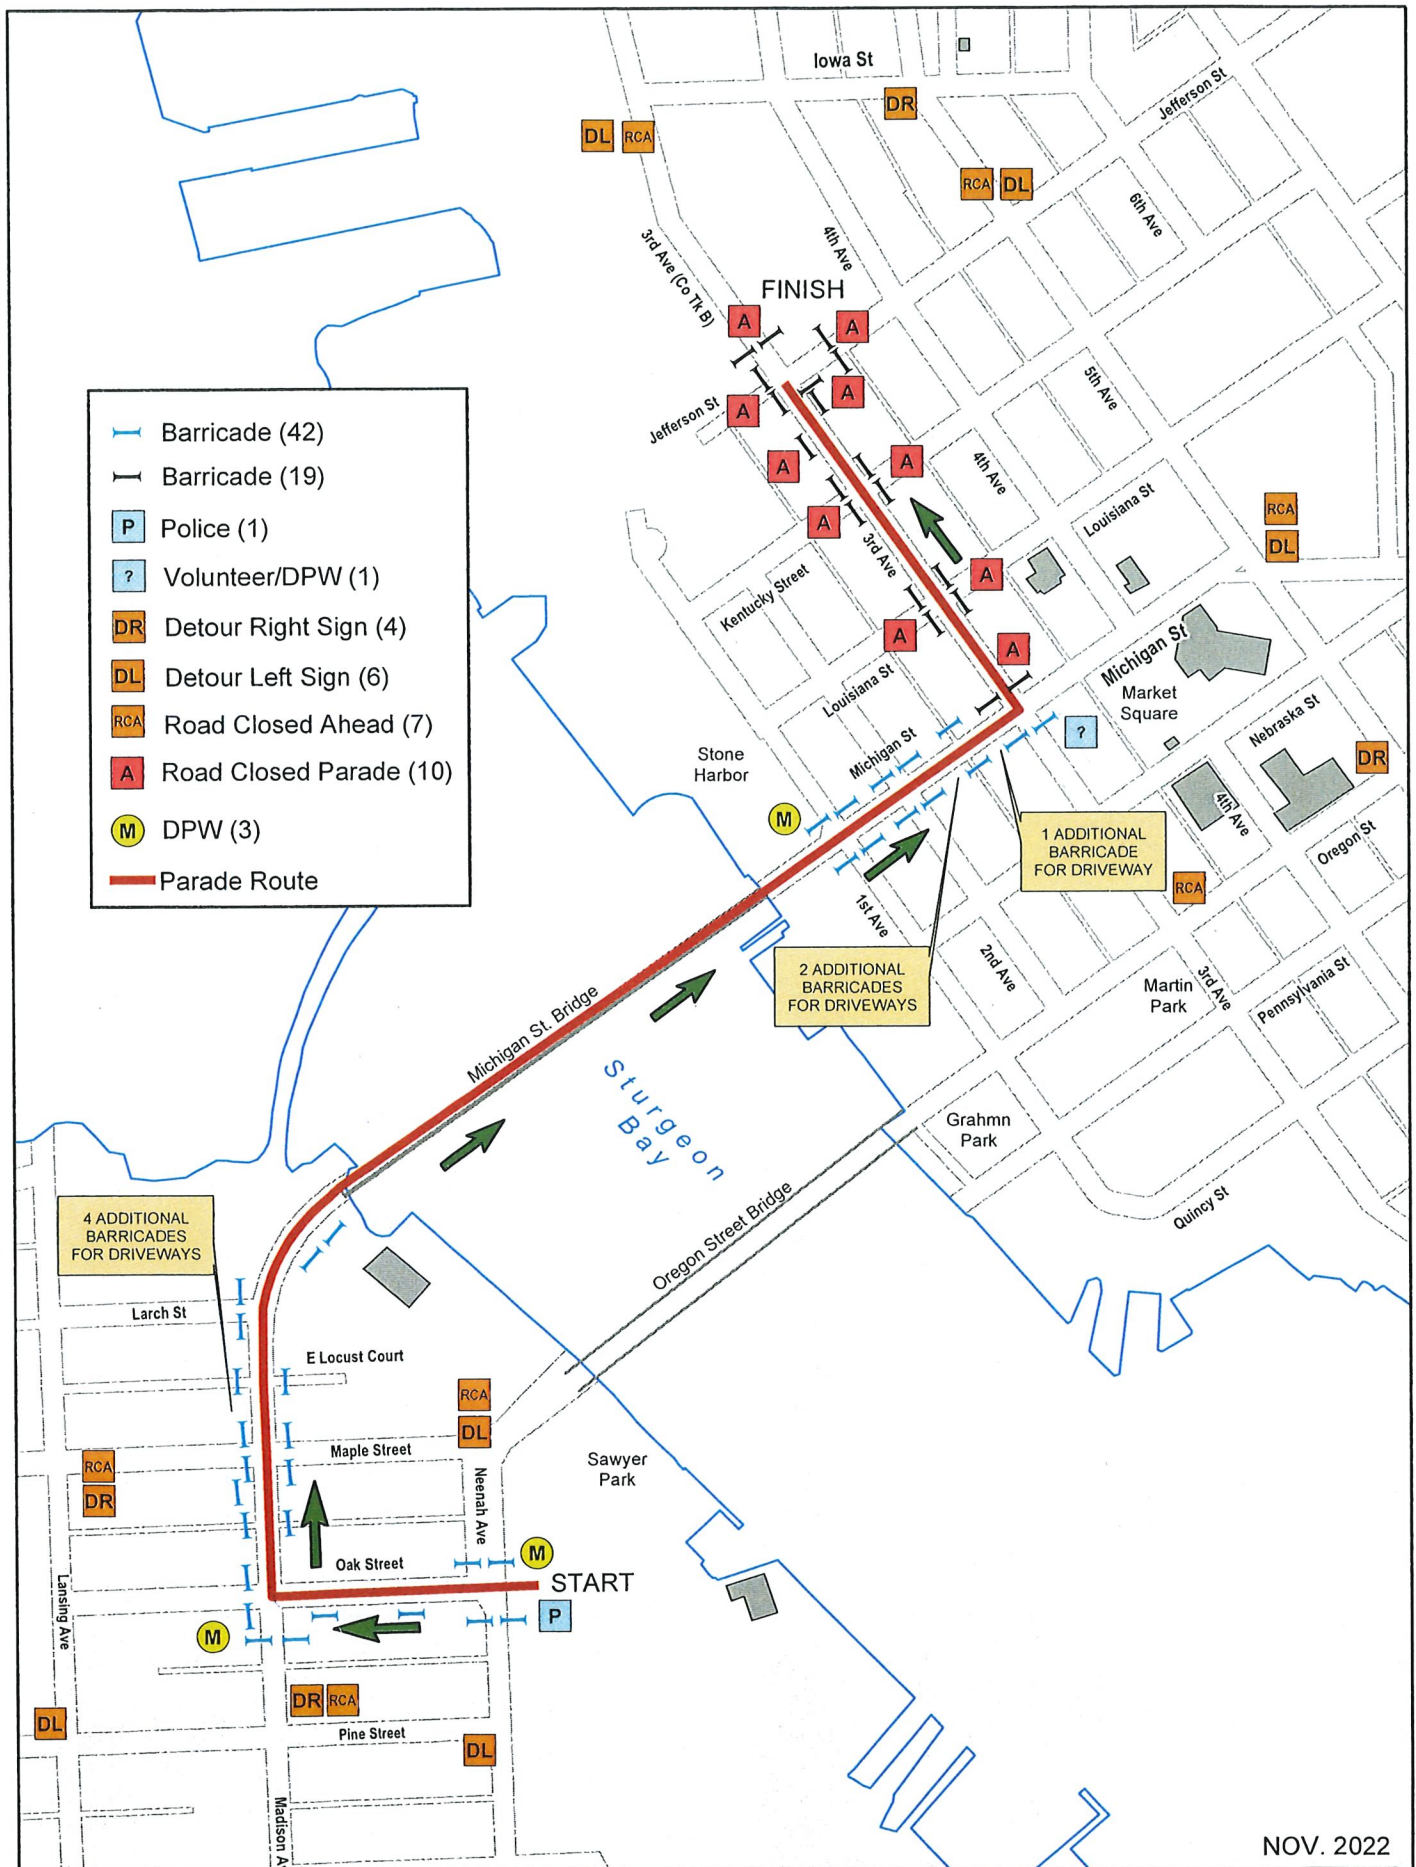 Iowa St
DR
Jefferson St
DL
RCA
RCA
DL
6th Ave
3rd Ave (Co Tk B)
4th Ave
FINISH
A
A
5th Ave
Jefferson St
A
A
4th Ave
A
A
Louisiana St
RCA
DL
A
3rd Ave
A
Kentucky Street
A
A
Michigan St
Louisiana St
Market
Square
Nebraska St
?
Michigan St
Stone
Harbor
DR
M
4th Ave
1 ADDITIONAL
BARRICADE
FOR DRIVEWAY
Oregon St
RCA
1st Ave
2nd Ave
2 ADDITIONAL
BARRICADES
FOR DRIVEWAYS
Martin
Park
3rd Ave
Pennsylvania St
Barricade (42)
Barricade (19)
P Police (1)
? Volunteer/DPW (1)
DR Detour Right Sign (4)
DL Detour Left Sign (6)
RCA Road Closed Ahead (7)
A Road Closed Parade (10)
M DPW (3)
Parade Route
Michigan St. Bridge
Sturgeon
Bay
Grahmn
Park
Quincy St
Oregon Street Bridge
4 ADDITIONAL
BARRICADES
FOR DRIVEWAYS
Larch St
E Locust Court
RCA
DL
Maple Street
Sawyer
Park
RCA
DR
Neenah Ave
Oak Street
M
START
P
Lansing Ave
M
DR
RCA
DL
Pine Street
DL
Madison Av
NOV. 2022